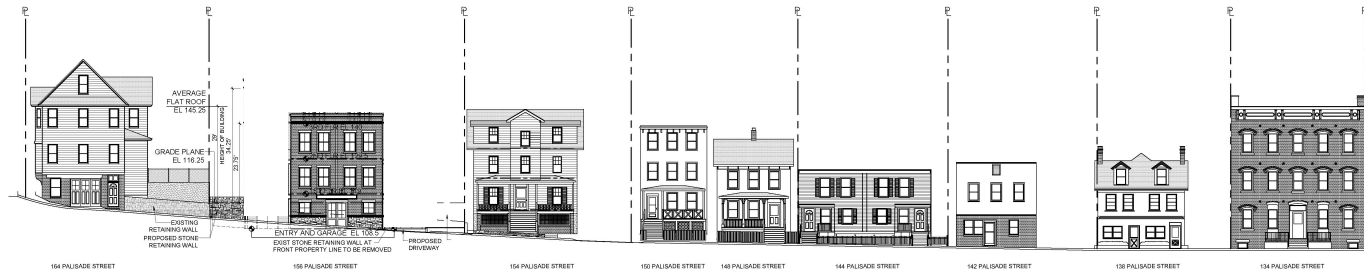 AVERAGE
FLAT ROOF
EL 145.25
GRADE PLANE
EL 116.25
29'
HEIGHT OF BUILDING
34.25'
23.75'
EXISTING
RETAINING WALL
PROPOSED STONE
RETAINING WALL
ENTRY AND GARAGE EL 108.5
EXIST STONE RETAINING WALL AT
FRONT PROPERTY LINE TO BE REMOVED
PROPOSED
DRIVEWAY
164 PALISADE STREET
156 PALISADE STREET
154 PALISADE STREET
150 PALISADE STREET
148 PALISADE STREET
144 PALISADE STREET
142 PALISADE STREET
138 PALISADE STREET
134 PALISADE STREET